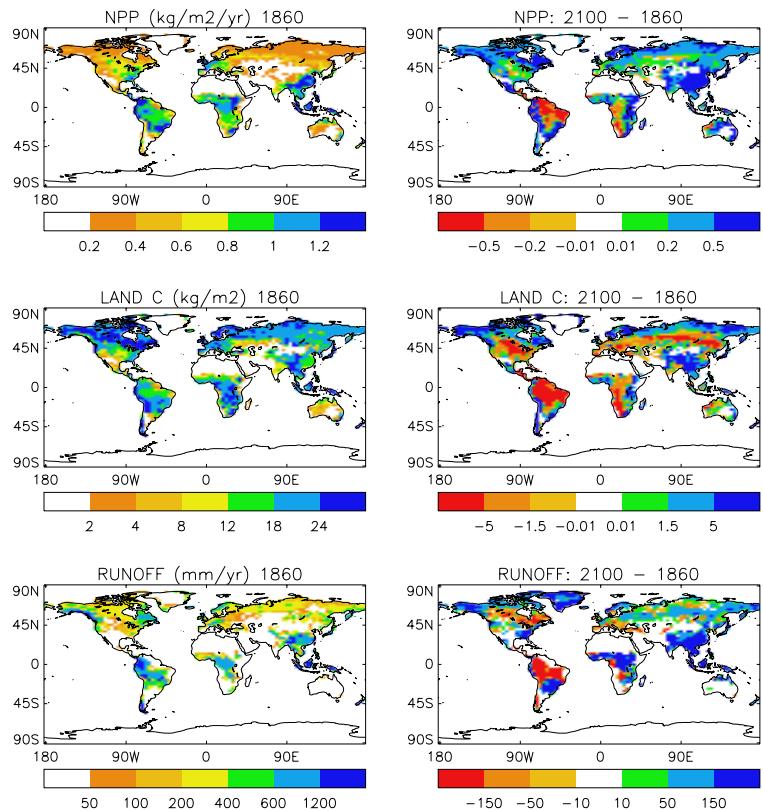 NPP (kg/m2/yr) 1860
90N
45N
0
45S
90S
180 90W 0 90E
0.2 0.4 0.6 0.8 1 1.2
NPP: 2100 − 1860
90N
45N
0
45S
90S
180 90W 0 90E
−0.5 −0.2 −0.01 0.01 0.2 0.5
LAND C (kg/m2) 1860
90N
45N
0
45S
90S
180 90W 0 90E
2 4 8 12 18 24
LAND C: 2100 − 1860
90N
45N
0
45S
90S
180 90W 0 90E
−5 −1.5 −0.01 0.01 1.5 5
RUNOFF (mm/yr) 1860
90N
45N
0
45S
90S
180 90W 0 90E
50 100 200 400 600 1200
RUNOFF: 2100 − 1860
90N
45N
0
45S
90S
180 90W 0 90E
−150 −50 −10 10 50 150